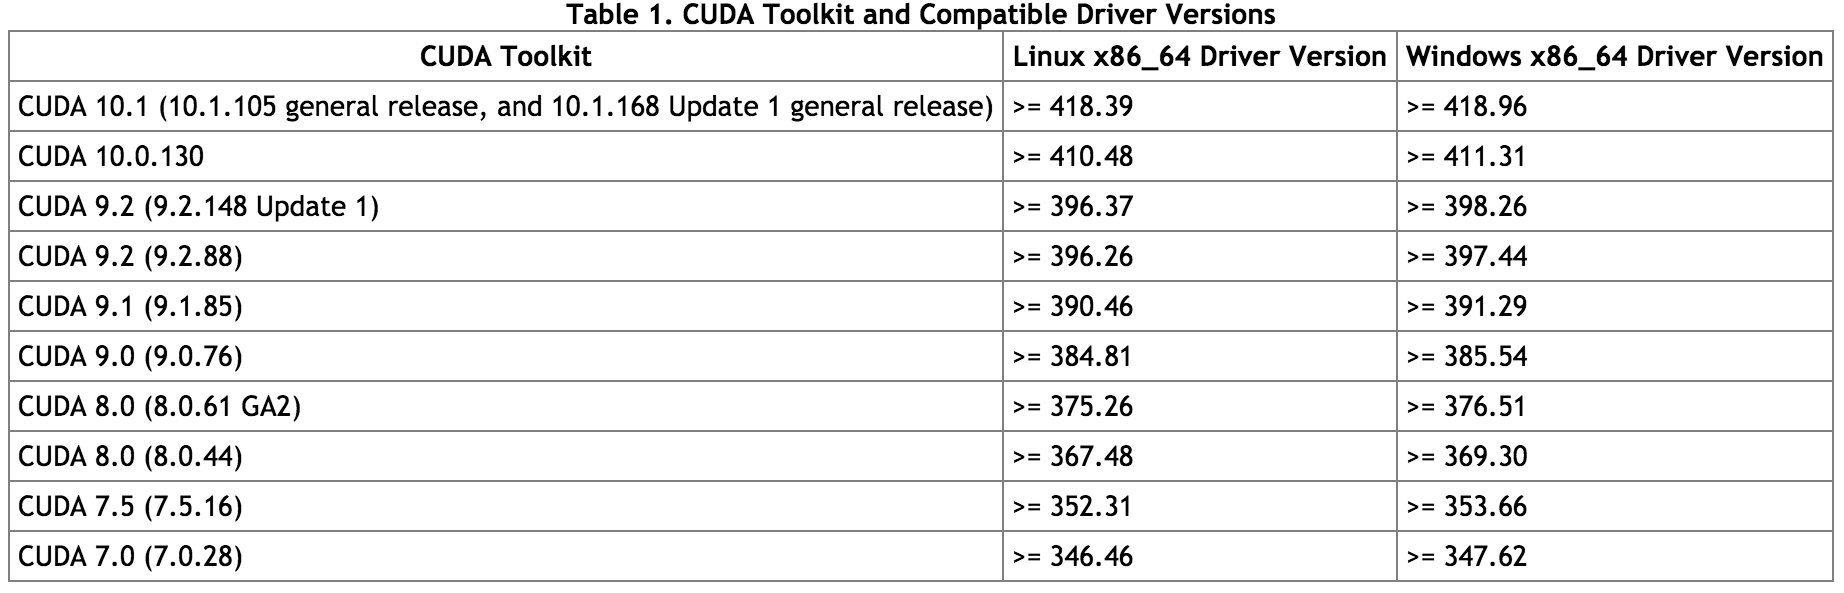 Table 1. CUDA Toolkit and Compatible Driver Versions
CUDA Toolkit Linux x86_64 Driver Version Windows x86_64 Driver Version
CUDA 10.1 (10.1.105 general release, and 10.1.168 Update 1 general release) >= 418.39 >= 418.96
CUDA 10.0.130 >= 410.48 >= 411.31
CUDA 9.2 (9.2.148 Update 1) >= 396.37 >= 398.26
CUDA 9.2 (9.2.88) >= 396.26 >= 397.44
CUDA 9.1 (9.1.85) >= 390.46 >= 391.29
CUDA 9.0 (9.0.76) >= 384.81 >= 385.54
CUDA 8.0 (8.0.61 GA2) >= 375.26 >= 376.51
CUDA 8.0 (8.0.44) >= 367.48 >= 369.30
CUDA 7.5 (7.5.16) >= 352.31 >= 353.66
CUDA 7.0 (7.0.28) >= 346.46 >= 347.62